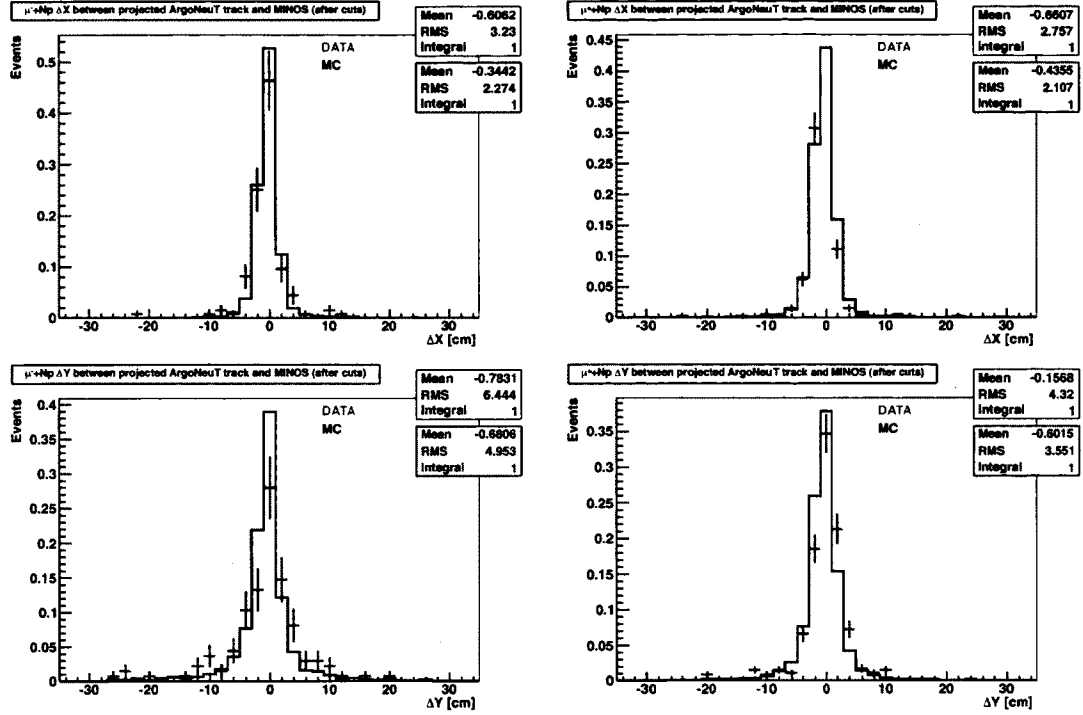 μ⁻+Np ΔX between projected ArgoNeuT track and MINOS (after cuts)
Mean -0.6062
RMS 3.23
Integral 1
Mean -0.3442
RMS 2.274
Integral 1
DATA
MC
Events
0.5
0.4
0.3
0.2
0.1
0
-30 -20 -10 0 10 20 30
ΔX [cm]
μ⁺+Np ΔX between projected ArgoNeuT track and MINOS (after cuts)
Mean -0.6607
RMS 2.757
Integral 1
Mean -0.4355
RMS 2.107
Integral 1
DATA
MC
Events
0.45
0.4
0.35
0.3
0.25
0.2
0.15
0.1
0.05
0
-30 -20 -10 0 10 20 30
ΔX [cm]
μ⁻+Np ΔY between projected ArgoNeuT track and MINOS (after cuts)
Mean -0.7831
RMS 6.444
Integral 1
Mean -0.6806
RMS 4.953
Integral 1
DATA
MC
Events
0.4
0.35
0.3
0.25
0.2
0.15
0.1
0.05
0
-30 -20 -10 0 10 20 30
ΔY [cm]
μ⁺+Np ΔY between projected ArgoNeuT track and MINOS (after cuts)
Mean -0.1568
RMS 4.32
Integral 1
Mean -0.6015
RMS 3.551
Integral 1
DATA
MC
Events
0.35
0.3
0.25
0.2
0.15
0.1
0.05
0
-30 -20 -10 0 10 20 30
ΔY [cm]